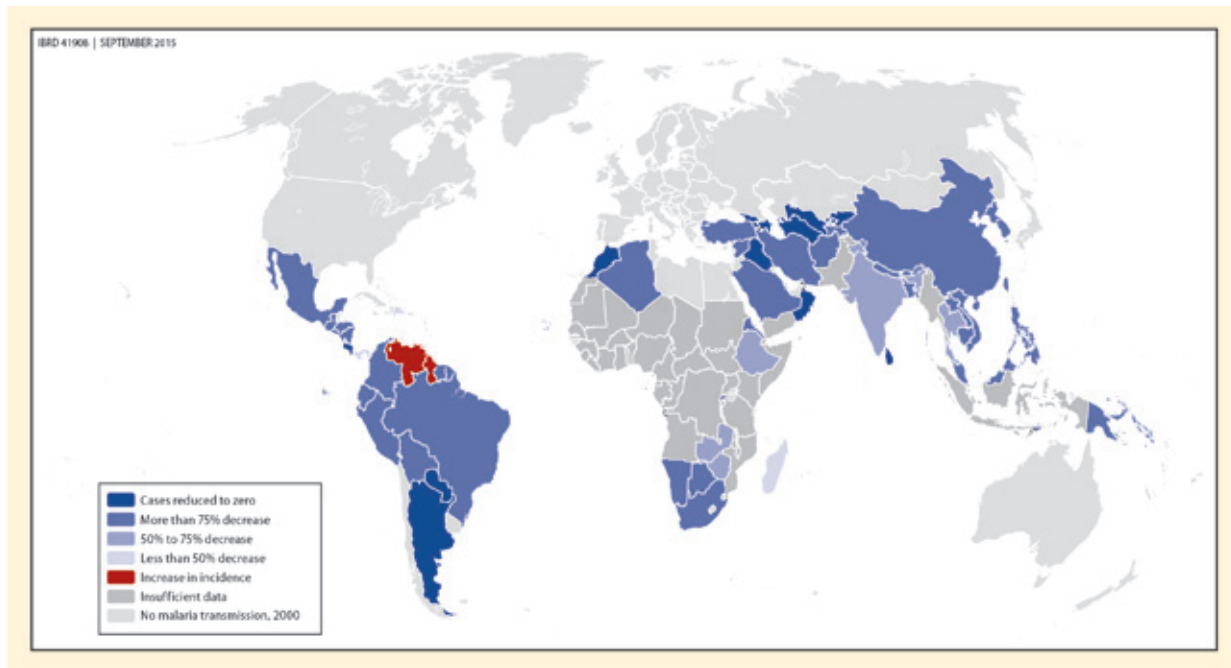 IBRD 41908 | SEPTEMBER 2015
Cases reduced to zero
More than 75% decrease
50% to 75% decrease
Less than 50% decrease
Increase in incidence
Insufficient data
No malaria transmission, 2000